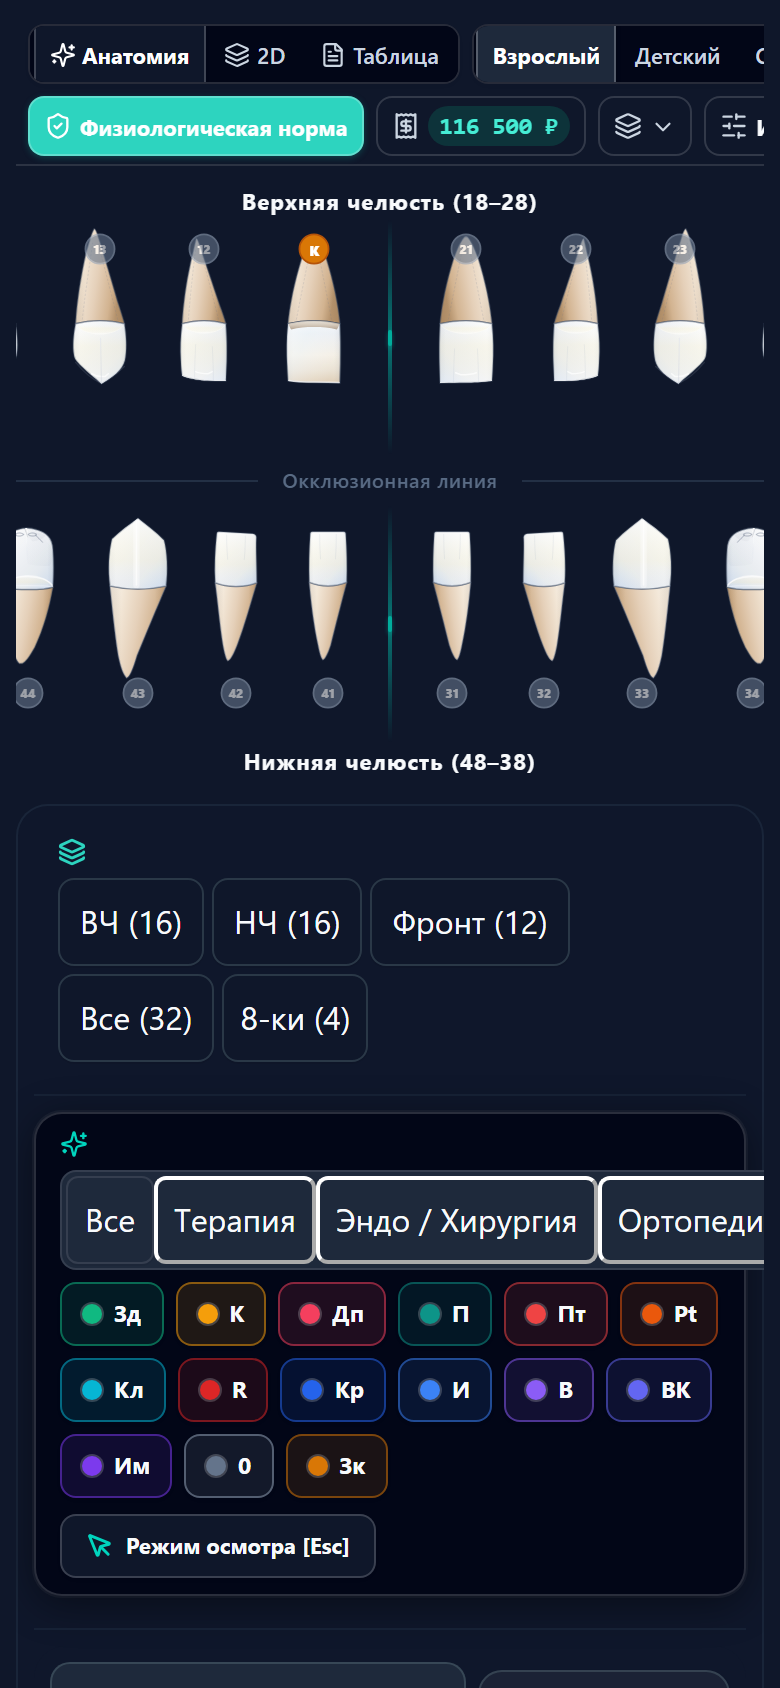 Анатомия 2D Таблица Взрослый Детский
Физиологическая норма 116 500 ₽
Верхняя челюсть (18–28)
13 12 К 21 22 23
Окклюзионная линия
44 43 42 41 31 32 33 34
Нижняя челюсть (48–38)
ВЧ (16) НЧ (16) Фронт (12)
Все (32) 8-ки (4)
Все Терапия Эндо / Хирургия Ортопеди
Зд К Дп П Пт Pt
Кл R Кр И В ВК
Им 0 Зк
Режим осмотра [Esc]